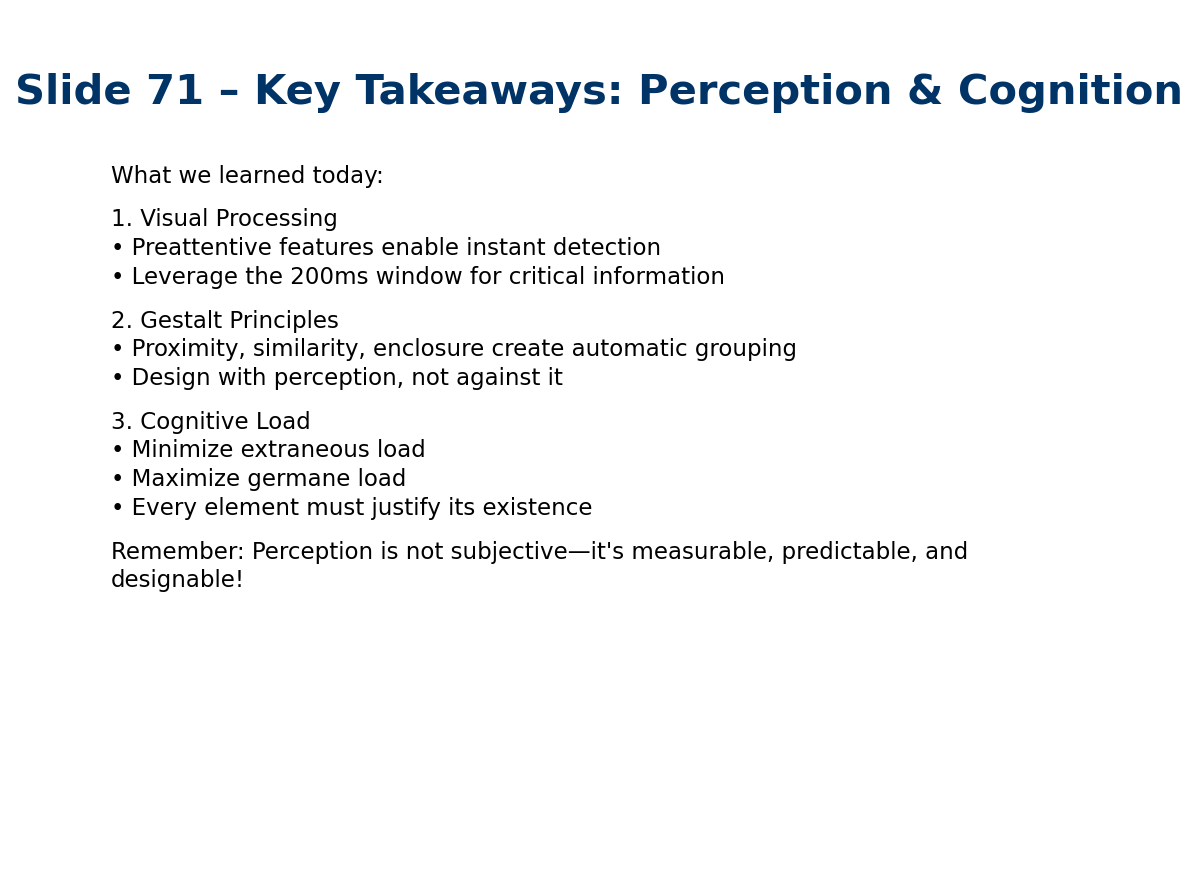 Slide 71 – Key Takeaways: Perception & Cognition
What we learned today:
1. Visual Processing
• Preattentive features enable instant detection
• Leverage the 200ms window for critical information
2. Gestalt Principles
• Proximity, similarity, enclosure create automatic grouping
• Design with perception, not against it
3. Cognitive Load
• Minimize extraneous load
• Maximize germane load
• Every element must justify its existence
Remember: Perception is not subjective—it's measurable, predictable, and
designable!